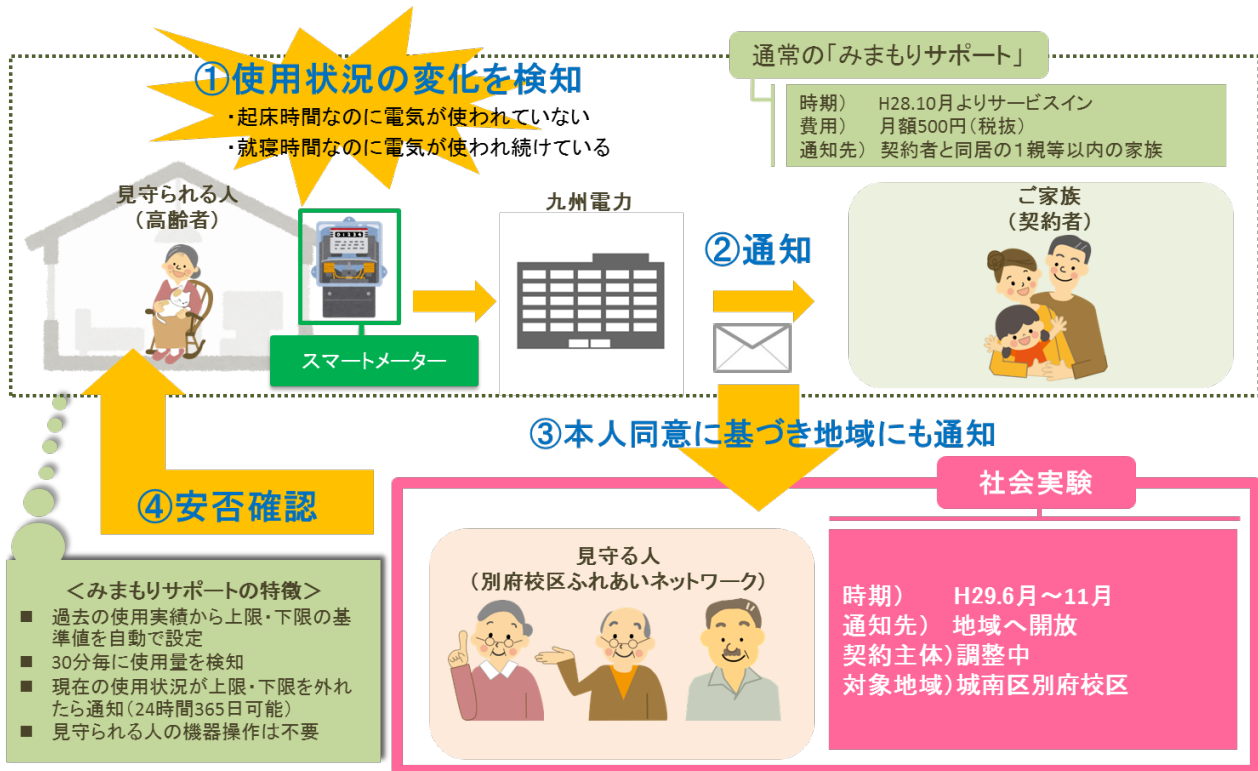 ①使用状況の変化を検知
・起床時間なのに電気が使われていない
・就寝時間なのに電気が使われ続けている
通常の「みまもりサポート」
時期） H28.10月よりサービスイン
費用） 月額500円（税抜）
通知先） 契約者と同居の１親等以内の家族
見守られる人
（高齢者）
スマートメーター
九州電力
②通知
ご家族
（契約者）
③本人同意に基づき地域にも通知
④安否確認
＜みまもりサポートの特徴＞
■ 過去の使用実績から上限・下限の基
準値を自動で設定
■ 30分毎に使用量を検知
■ 現在の使用状況が上限・下限を外れ
たら通知（24時間365日可能）
■ 見守られる人の機器操作は不要
社会実験
見守る人
（別府校区ふれあいネットワーク）
時期） H29.6月～11月
通知先） 地域へ開放
契約主体）調整中
対象地域）城南区別府校区